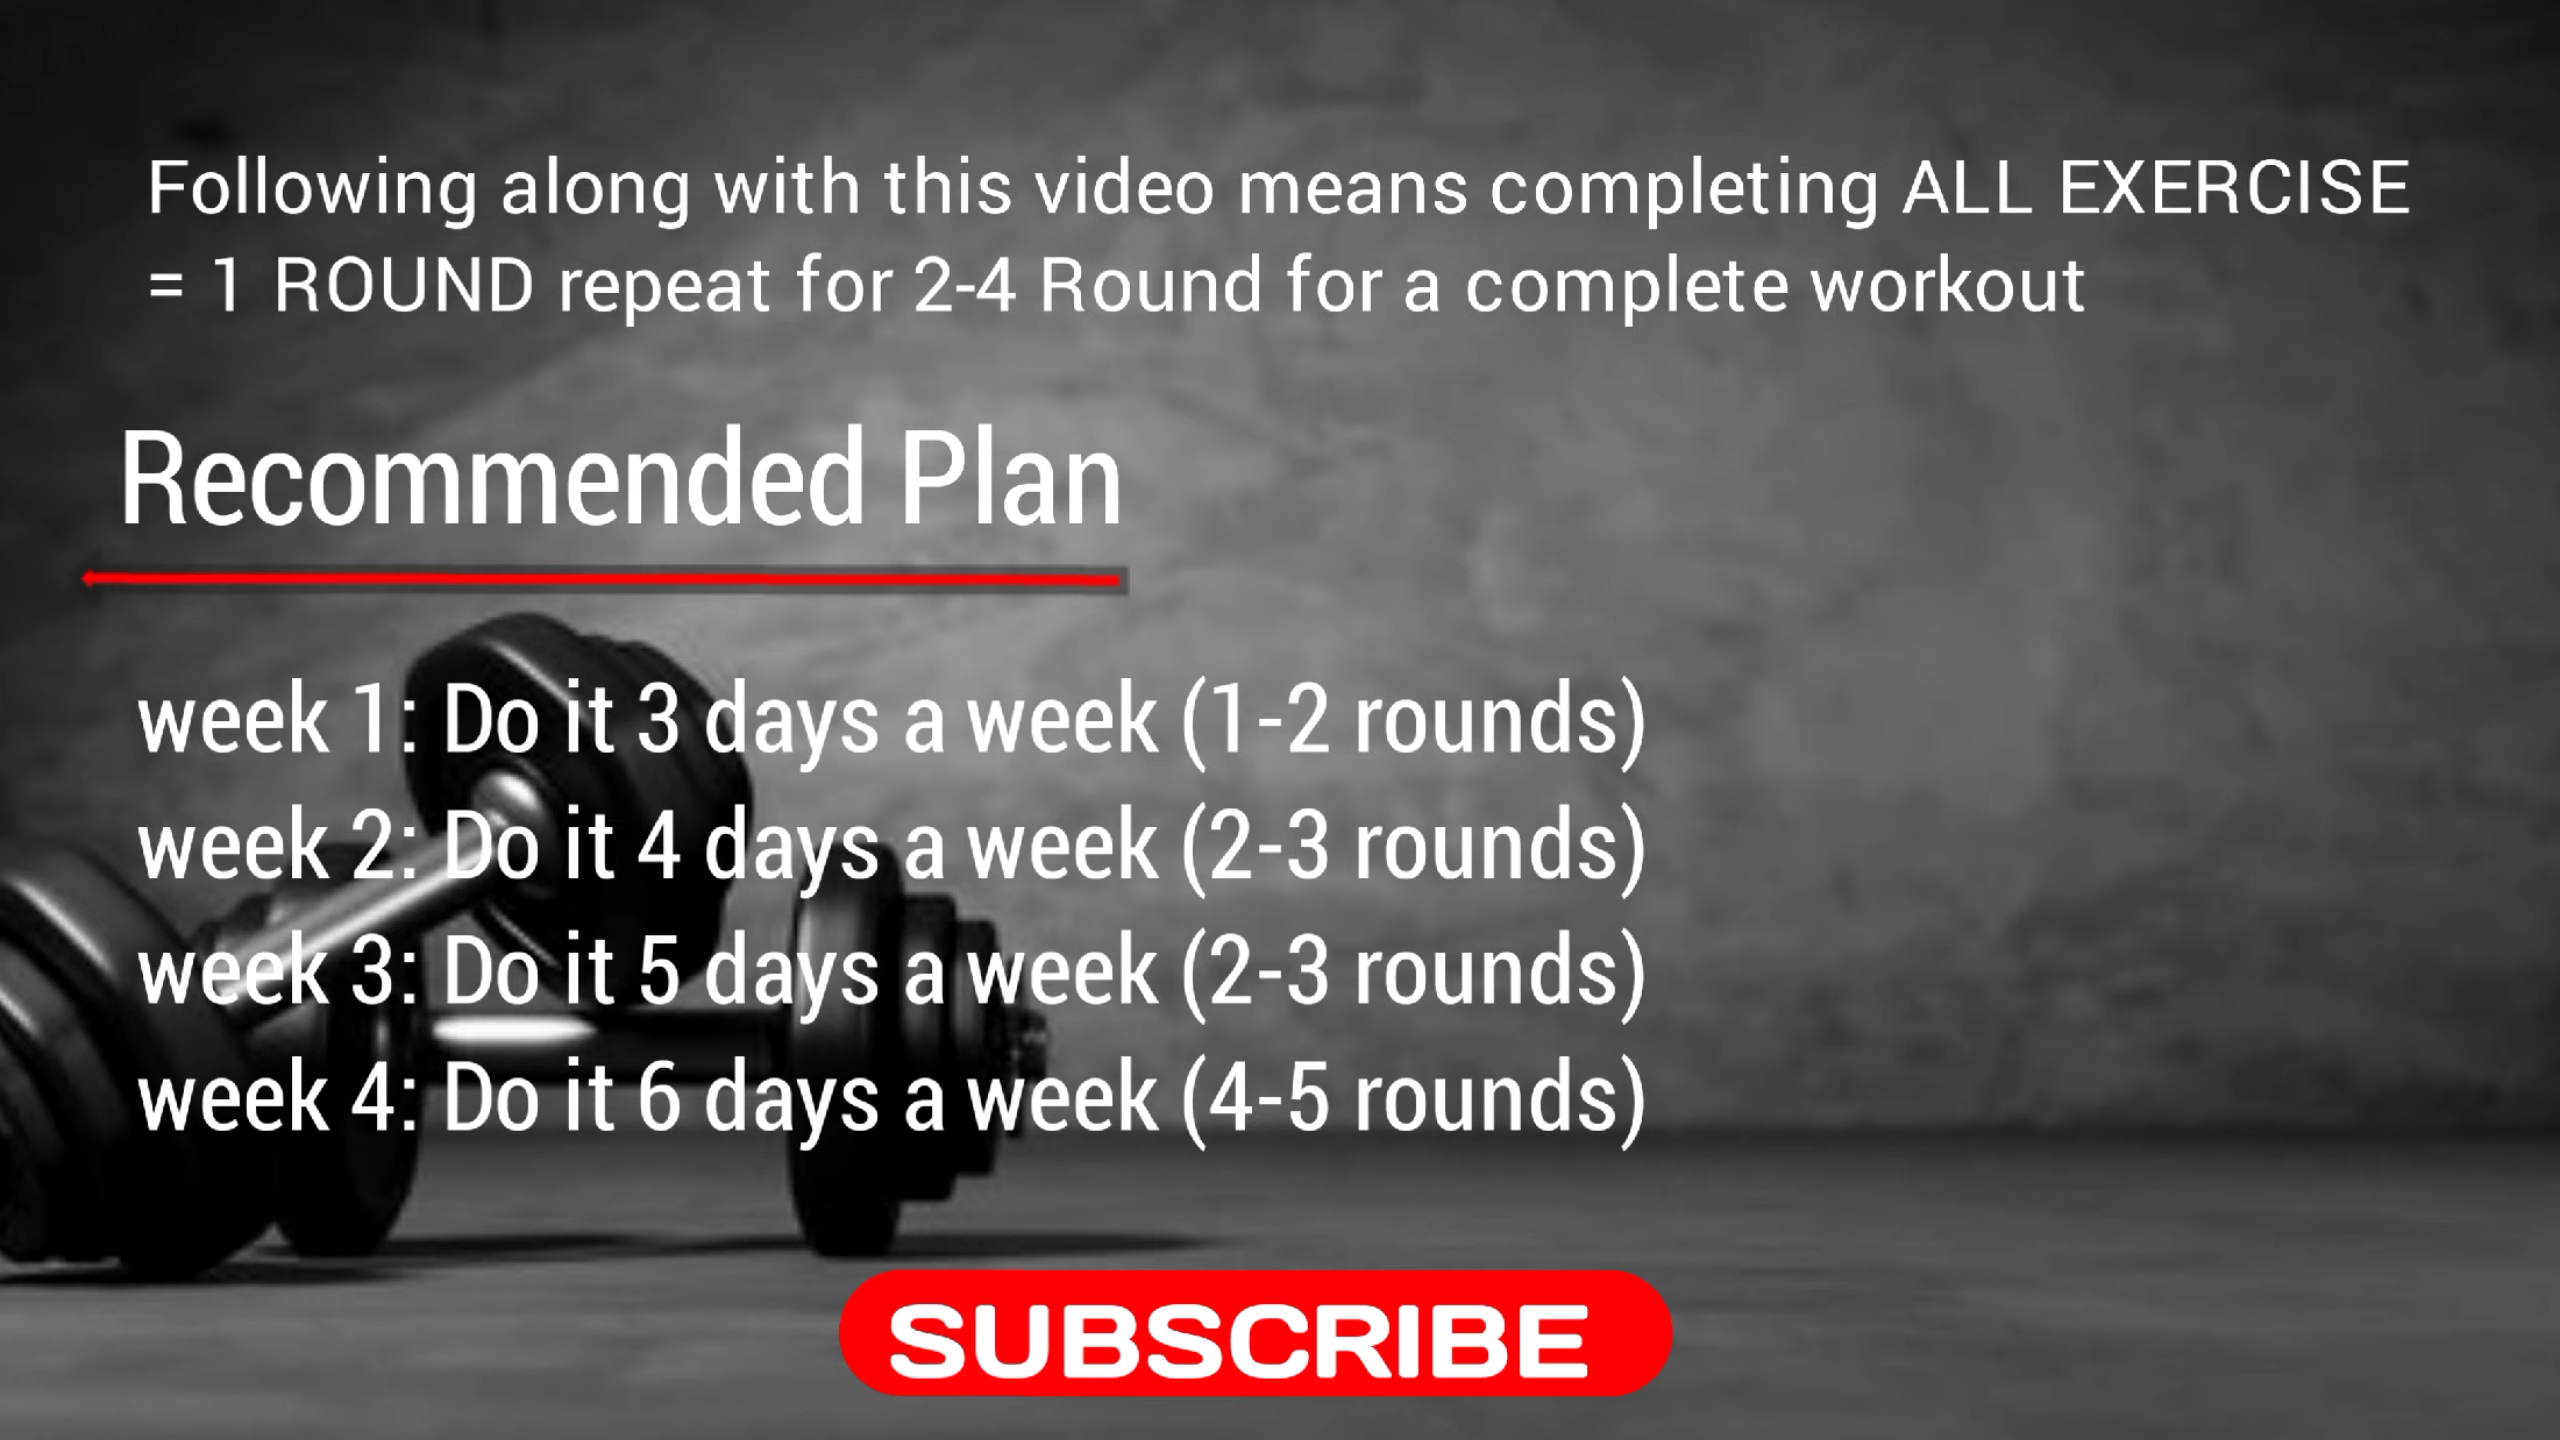 Following along with this video means completing ALL EXERCISE
= 1 ROUND repeat for 2-4 Round for a complete workout
Recommended Plan
week 1: Do it 3 days a week (1-2 rounds)
week 2: Do it 4 days a week (2-3 rounds)
week 3: Do it 5 days a week (2-3 rounds)
week 4: Do it 6 days a week (4-5 rounds)
SUBSCRIBE